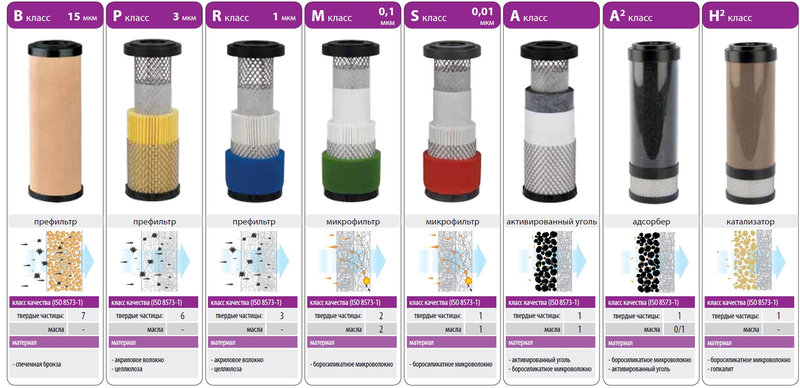 B класс 15 мкм
префильтр
класс качества (ISO 8573-1)
твердые частицы: 7
масла -
материал
- спеченная бронза
P класс 3 мкм
префильтр
класс качества (ISO 8573-1)
твердые частицы: 6
масла -
материал
- акриловое волокно
- целлюлоза
R класс 1 мкм
префильтр
класс качества (ISO 8573-1)
твердые частицы: 3
масла -
материал
- акриловое волокно
- целлюлоза
M класс 0,1 мкм
микрофильтр
класс качества (ISO 8573-1)
твердые частицы: 2
масла 2
материал
- боросиликатное микроволокно
S класс 0,01 мкм
микрофильтр
класс качества (ISO 8573-1)
твердые частицы: 1
масла 1
материал
- боросиликатное микроволокно
A класс
активированный уголь
класс качества (ISO 8573-1)
твердые частицы: 1
масла 1
материал
- активированный уголь
- боросиликатное микроволокно
A² класс
адсорбер
класс качества (ISO 8573-1)
твердые частицы: 1
масла 0/1
материал
- боросиликатное микроволокно
- активированный уголь
H² класс
катализатор
класс качества (ISO 8573-1)
твердые частицы: 1
масла -
материал
- боросиликатное микроволокно
- гопкалит